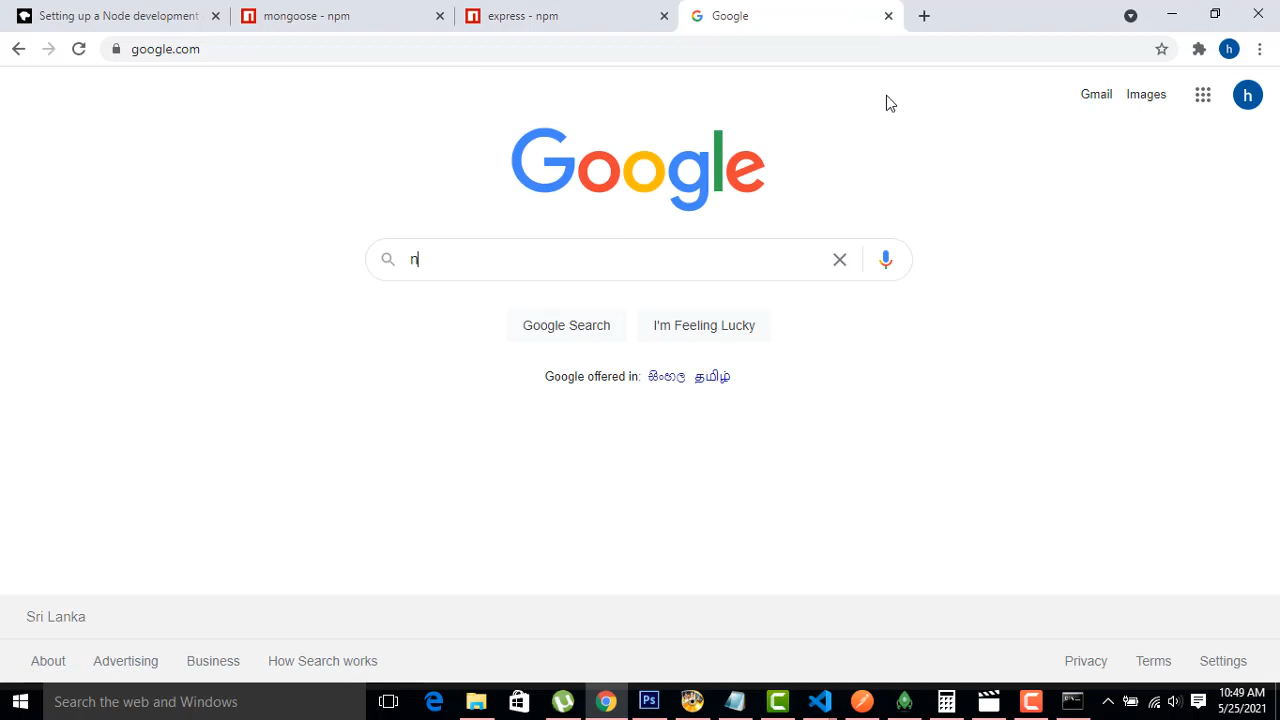 Setting up a Node development
mongoose - npm
express - npm
Google
google.com
h
Gmail
Images
h
Google
n
Google Search
I'm Feeling Lucky
Google offered in: සිංහල தமிழ்
Sri Lanka
About
Advertising
Business
How Search works
Privacy
Terms
Settings
Search the web and Windows
Ps
10:49 AM
5/25/2021